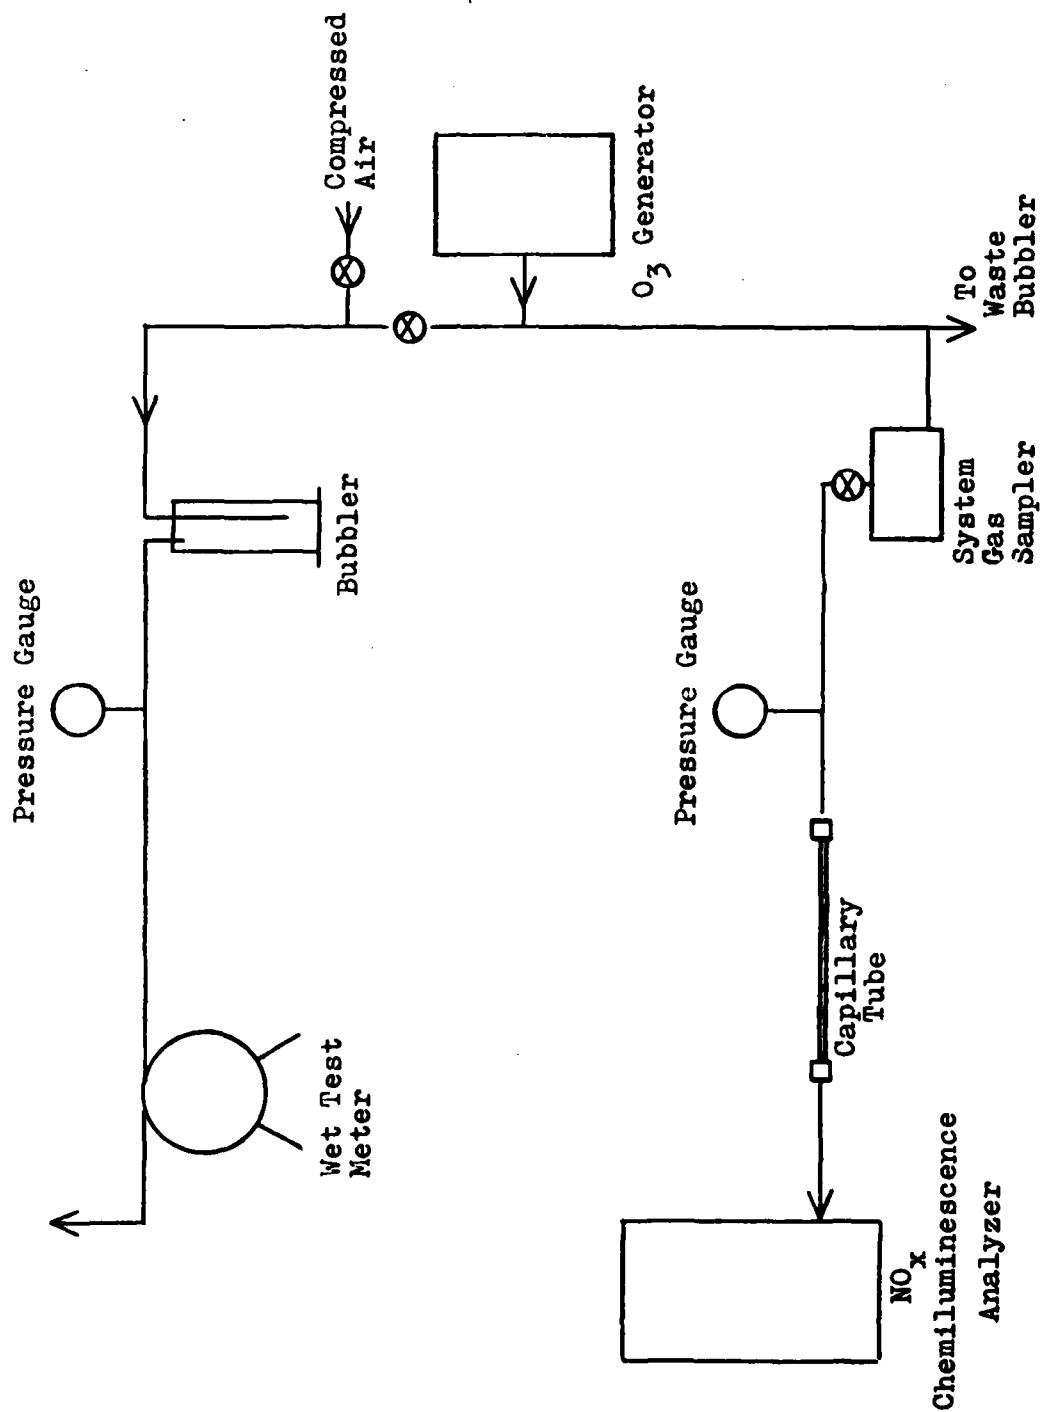 Pressure Gauge
Wet Test
Meter
Bubbler
Compressed
Air
O₃ Generator
Pressure Gauge
Capillary
Tube
NOₓ
Chemiluminescence
Analyzer
System
Gas
Sampler
To
Waste
Bubbler